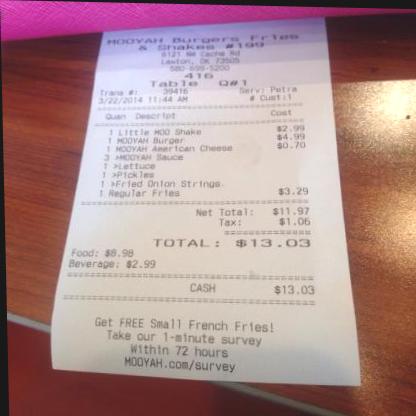 MOOYAH Burgers Fries
& Shakes #199
6121 NW Cache Rd
Lawton, OK 73505
580-699-5200
416
Table Q#1
Trans #: 39416 Serv: Petra
3/22/2014 11:44 AM # Cust:1
Quan Descript Cost
1 Little MOO Shake $2.99
1 MOOYAH Burger $4.99
1 MOOYAH American Cheese $0.70
3 >MOOYAH Sauce
1 >Lettuce
1 >Pickles
1 >Fried Onion Strings
1 Regular Fries $3.29
Net Total: $11.97
Tax: $1.06
TOTAL: $13.03
Food: $8.98
Beverage: $2.99
CASH $13.03
Get FREE Small French Fries!
Take our 1-minute survey
Within 72 hours
MOOYAH.com/survey